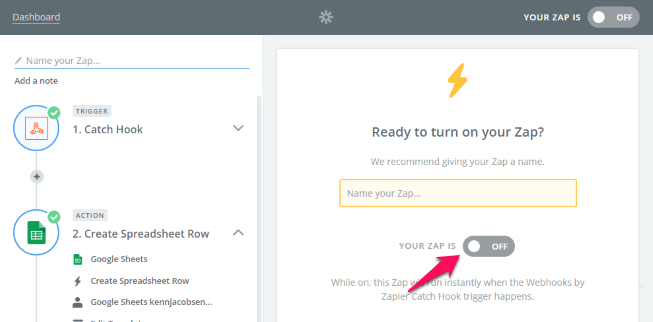 Dashboard
YOUR ZAP IS OFF
Name your Zap...
Add a note
TRIGGER
1. Catch Hook
ACTION
2. Create Spreadsheet Row
Google Sheets
Create Spreadsheet Row
Google Sheets kennjacobsen...
Ready to turn on your Zap?
We recommend giving your Zap a name.
Name your Zap...
YOUR ZAP IS OFF
While on, this Zap will run instantly when the Webhooks by
Zapier Catch Hook trigger happens.